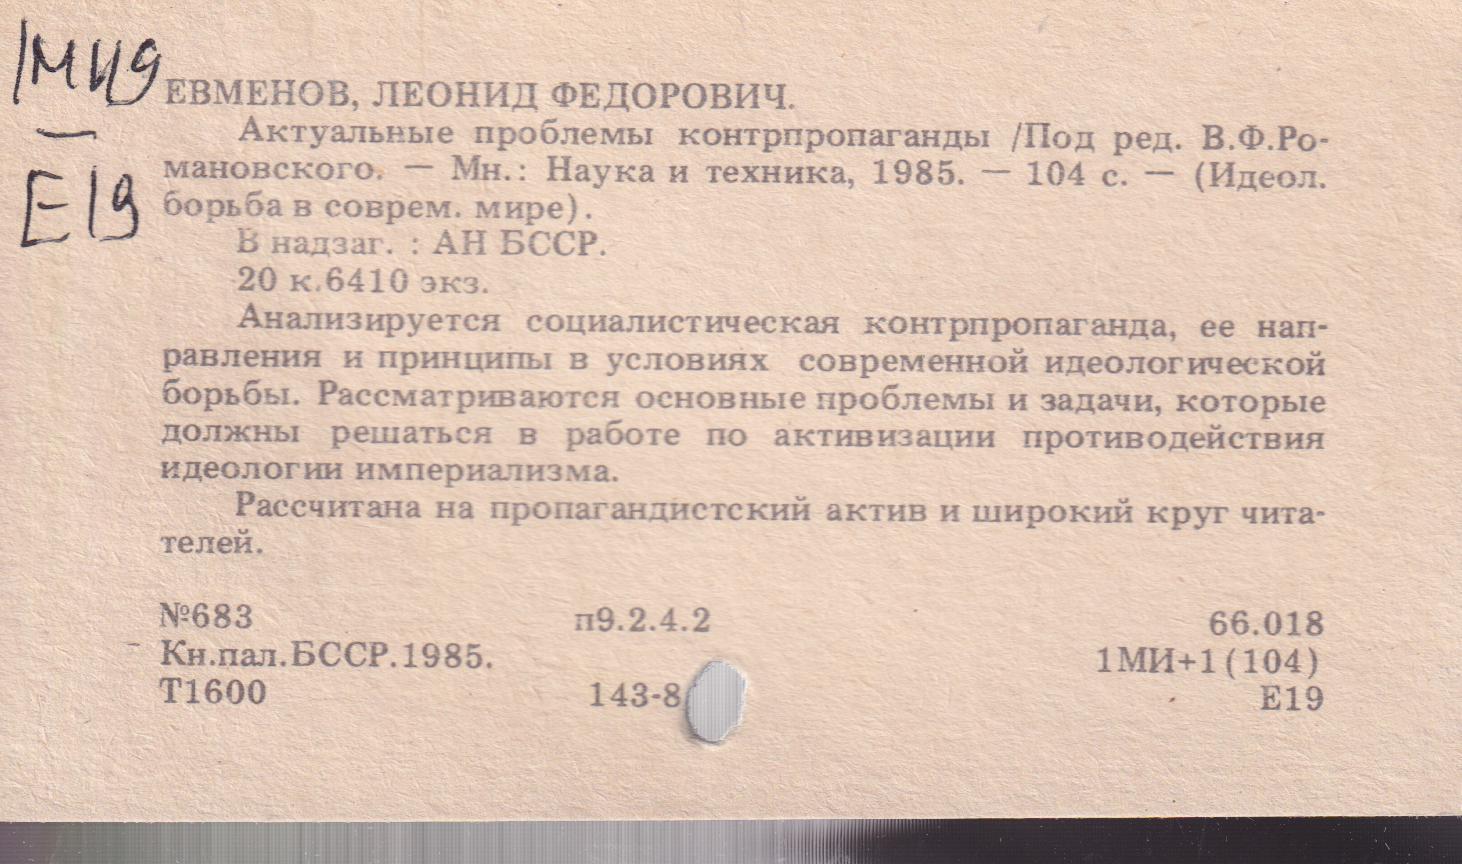 1МИ9
Е19
ЕВМЕНОВ, ЛЕОНИД ФЕДОРОВИЧ.
Актуальные проблемы контрпропаганды /Под ред. В.Ф.Ро-
мановского. — Мн.: Наука и техника, 1985. — 104 с. — (Идеол.
борьба в соврем. мире).
В надзаг. : АН БССР.
20 к.6410 экз.
Анализируется социалистическая контрпропаганда, ее нап-
равления и принципы в условиях современной идеологической
борьбы. Рассматриваются основные проблемы и задачи, которые
должны решаться в работе по активизации противодействия
идеологии империализма.
Рассчитана на пропагандистский актив и широкий круг чита-
телей.
№683 п9.2.4.2 66.018
Кн.пал.БССР.1985. 1МИ+1(104)
Т1600 143-8 Е19